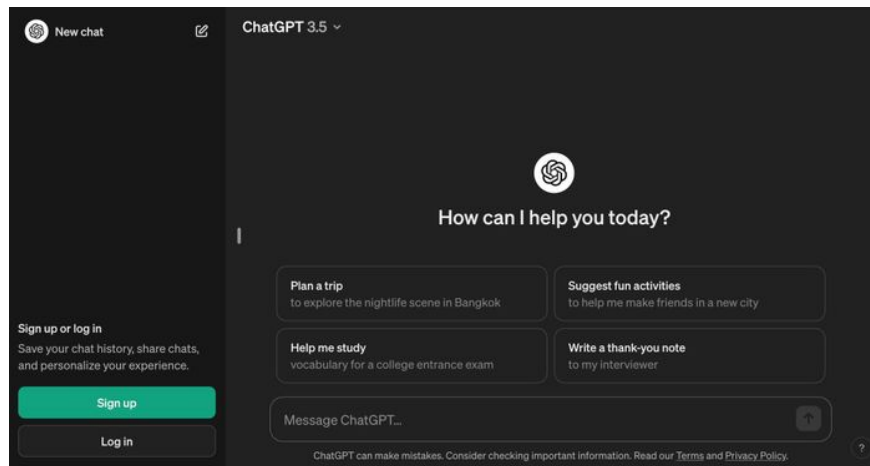 New chat
ChatGPT 3.5
How can I help you today?
Plan a trip
to explore the nightlife scene in Bangkok
Suggest fun activities
to help me make friends in a new city
Help me study
vocabulary for a college entrance exam
Write a thank-you note
to my interviewer
Sign up or log in
Save your chat history, share chats,
and personalize your experience.
Sign up
Log in
Message ChatGPT...
ChatGPT can make mistakes. Consider checking important information. Read our Terms and Privacy Policy.
?